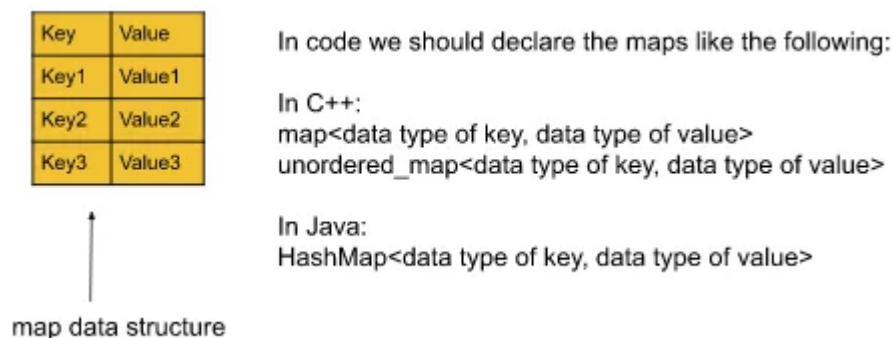 Key Value
Key1 Value1
Key2 Value2
Key3 Value3
map data structure
In code we should declare the maps like the following:
In C++:
map<data type of key, data type of value>
unordered_map<data type of key, data type of value>
In Java:
HashMap<data type of key, data type of value>